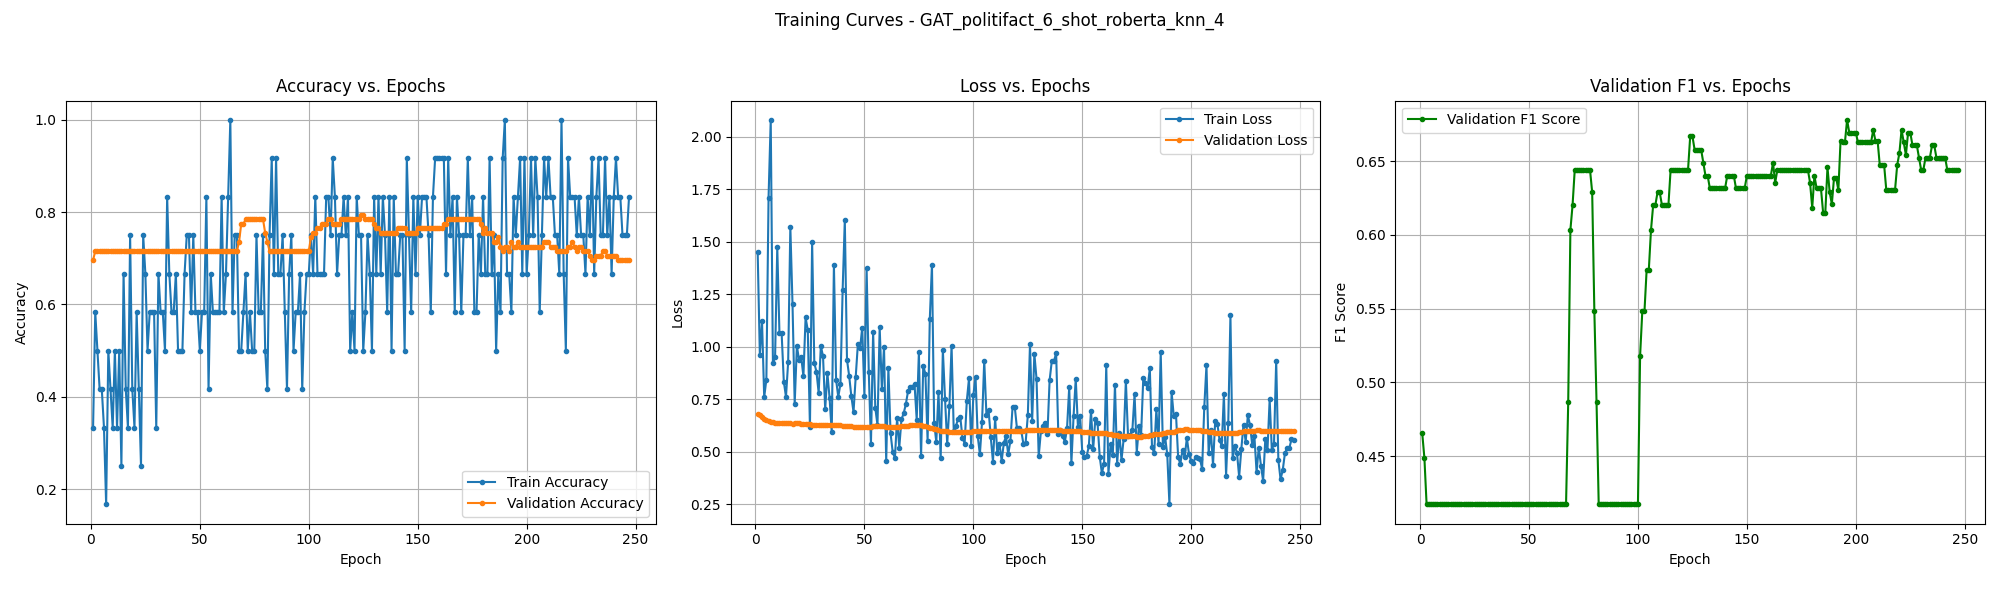 Training Curves - GAT_politifact_6_shot_roberta_knn_4
Accuracy vs. Epochs
1.0
0.8
0.6
0.4
0.2
Accuracy
0
50
100
150
200
250
Epoch
Train Accuracy
Validation Accuracy
Loss vs. Epochs
2.00
1.75
1.50
1.25
1.00
0.75
0.50
0.25
Loss
0
50
100
150
200
250
Epoch
Train Loss
Validation Loss
Validation F1 vs. Epochs
0.65
0.60
0.55
0.50
0.45
F1 Score
0
50
100
150
200
250
Epoch
Validation F1 Score